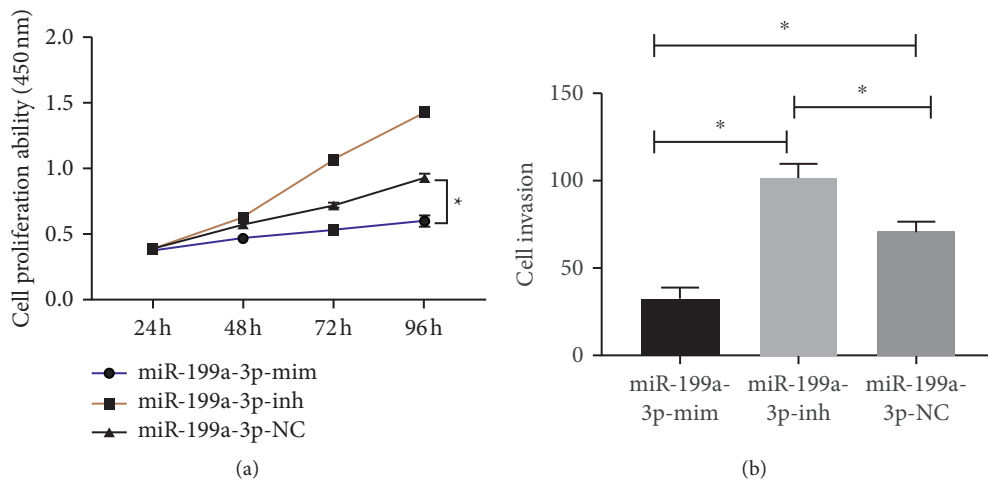 Cell proliferation ability (450 nm)
2.0
1.5
1.0
0.5
0.0
24 h 48 h 72 h 96 h
*
miR-199a-3p-mim
miR-199a-3p-inh
miR-199a-3p-NC
(a)
Cell invasion
150
100
50
0
*
*
*
miR-199a-
3p-mim
miR-199a-
3p-inh
miR-199a-
3p-NC
(b)